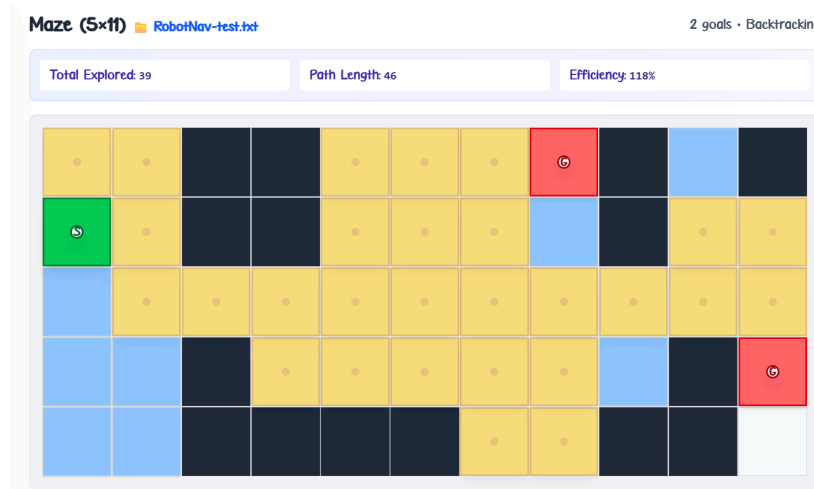 Maze (5×11) 📁 RobotNav-test.txt
2 goals • Backtrackin
Total Explored: 39
Path Length: 46
Efficiency: 118%
G
S
G